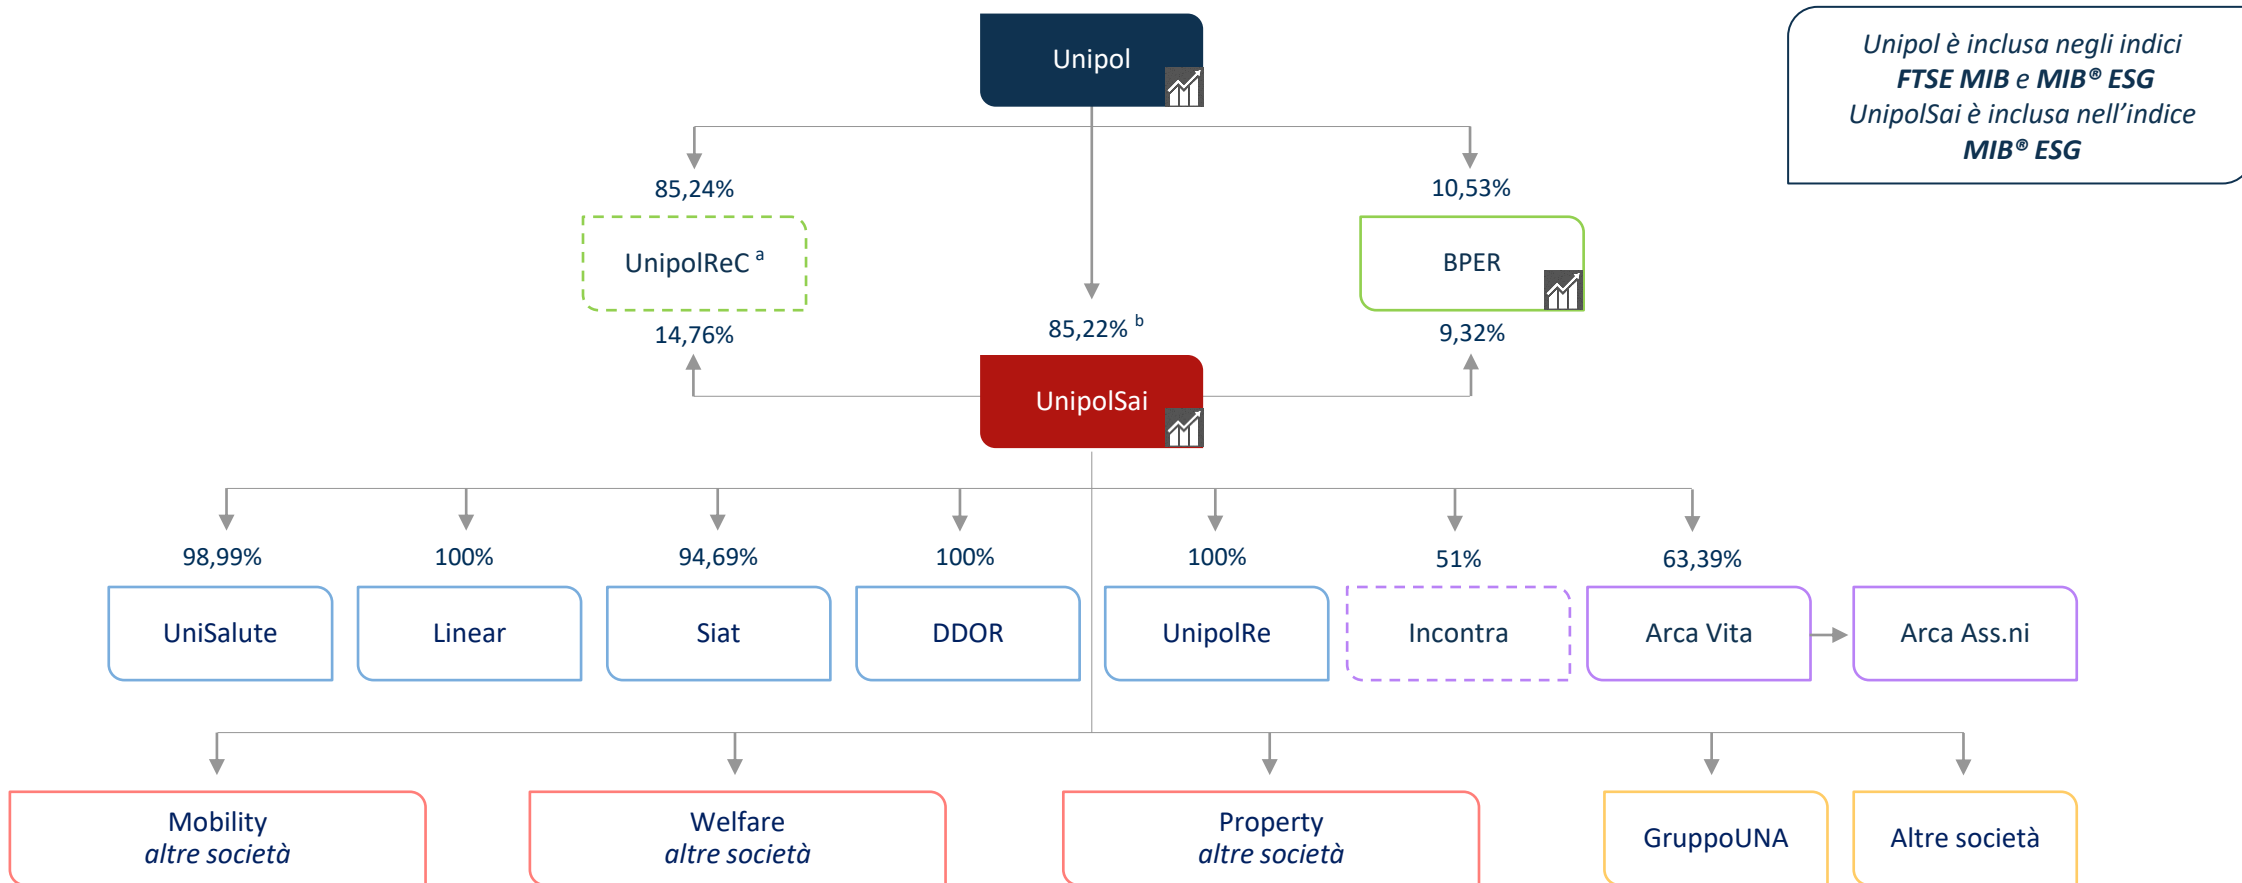 Unipol
Unipol è inclusa negli indici
FTSE MIB e MIB® ESG
UnipolSai è inclusa nell'indice
MIB® ESG
85,24%
10,53%
UnipolReC a
BPER
14,76%
85,22% b
9,32%
UnipolSai
98,99%
100%
94,69%
100%
100%
51%
63,39%
UniSalute
Linear
Siat
DDOR
UnipolRe
Incontra
Arca Vita
Arca Ass.ni
Mobility
altre società
Welfare
altre società
Property
altre società
GruppoUNA
Altre società